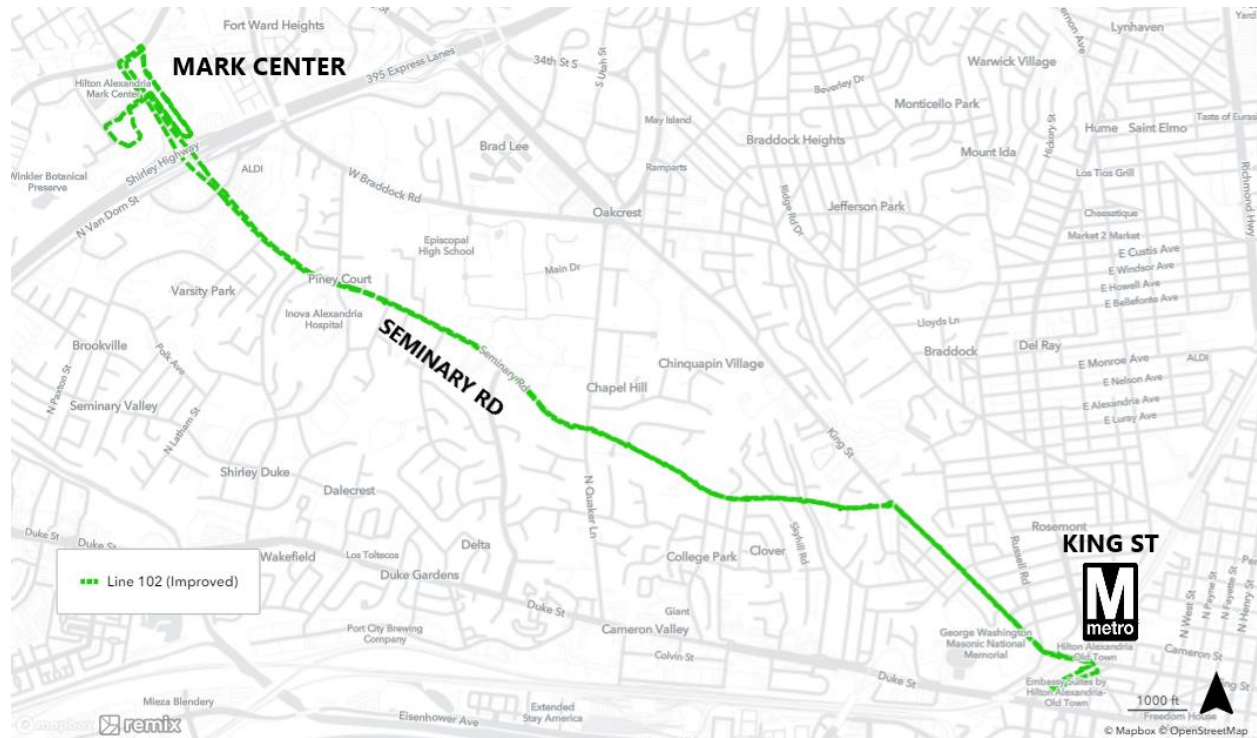 Fort Ward Heights
MARK CENTER
Hilton Alexandria
Mark Center
395 Express Lanes
34th St S
S Utah St
Lynhaven
Warwick Village
Beverley Dr
Monticello Park
Hickory St
Taste of Euras
Hume
Saint Elmo
May Island
Braddock Heights
Mount Ida
Brad Lee
Shirley Highway
ALDI
Winkler Botanical
Preserve
W Braddock Rd
Ramparts
Los Tios Grill
Richmond Hwy
N Van Dorn St
Ridge Rd Dr
Jefferson Park
Oakcrest
Cheesetique
Market 2 Market
E Custis Ave
Episcopal
High School
E Windsor Ave
Main Dr
E Howell Ave
E Bellefonte Ave
Piney Court
Varsity Park
Inova Alexandria
Hospital
SEMINARY RD
Seminary Rd
Lloyds Ln
Braddock
Del Ray
E Monroe Ave
ALDI
Brookville
Polk Ave
Chinquapin Village
E Nelson Ave
N Paxton St
Chapel Hill
E Alexandria Ave
Seminary Valley
E Luray Ave
N Latham St
King St
Shirley Duke
N Quaker Ln
Dalecrest
Duke St
Duke St
Delta
Skyhill Rd
Rosemont
Wakefield
Los Toltecos
College Park
Clover
Russell Rd
KING ST
M
metro
Line 102 (Improved)
Duke Gardens
Duke St
Giant
Port City Brewing
Company
Cameron Valley
Colvin St
George Washington
Masonic National
Memorial
Hilton Alexandria
Old Town
N West St
N Payne St
N Fayette St
N Henry St
Cameron St
Duke St
Embassy Suites by
Hilton Alexandria-
Old Town
King St
Mieza Blendery
Extended
Stay America
Eisenhower Ave
1000 ft
Freedom House
mapbox
remix
© Mapbox © OpenStreetMap